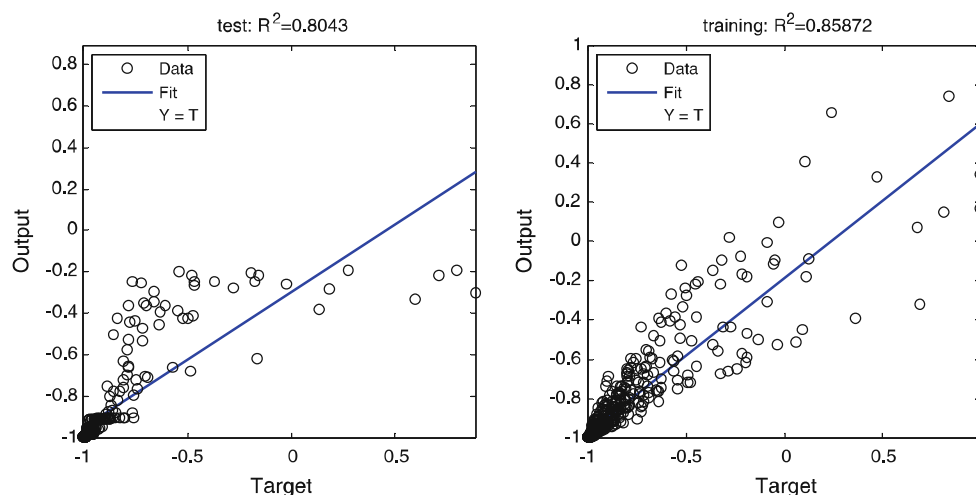 test: R²=0.8043
Data
Fit
Y = T
0.8
0.6
0.4
0.2
0
-0.2
-0.4
-0.6
-0.8
-1
-1
-0.5
0
0.5
Output
Target
training: R²=0.85872
Data
Fit
Y = T
1
0.8
0.6
0.4
0.2
0
-0.2
-0.4
-0.6
-0.8
-1
-1
-0.5
0
0.5
Output
Target